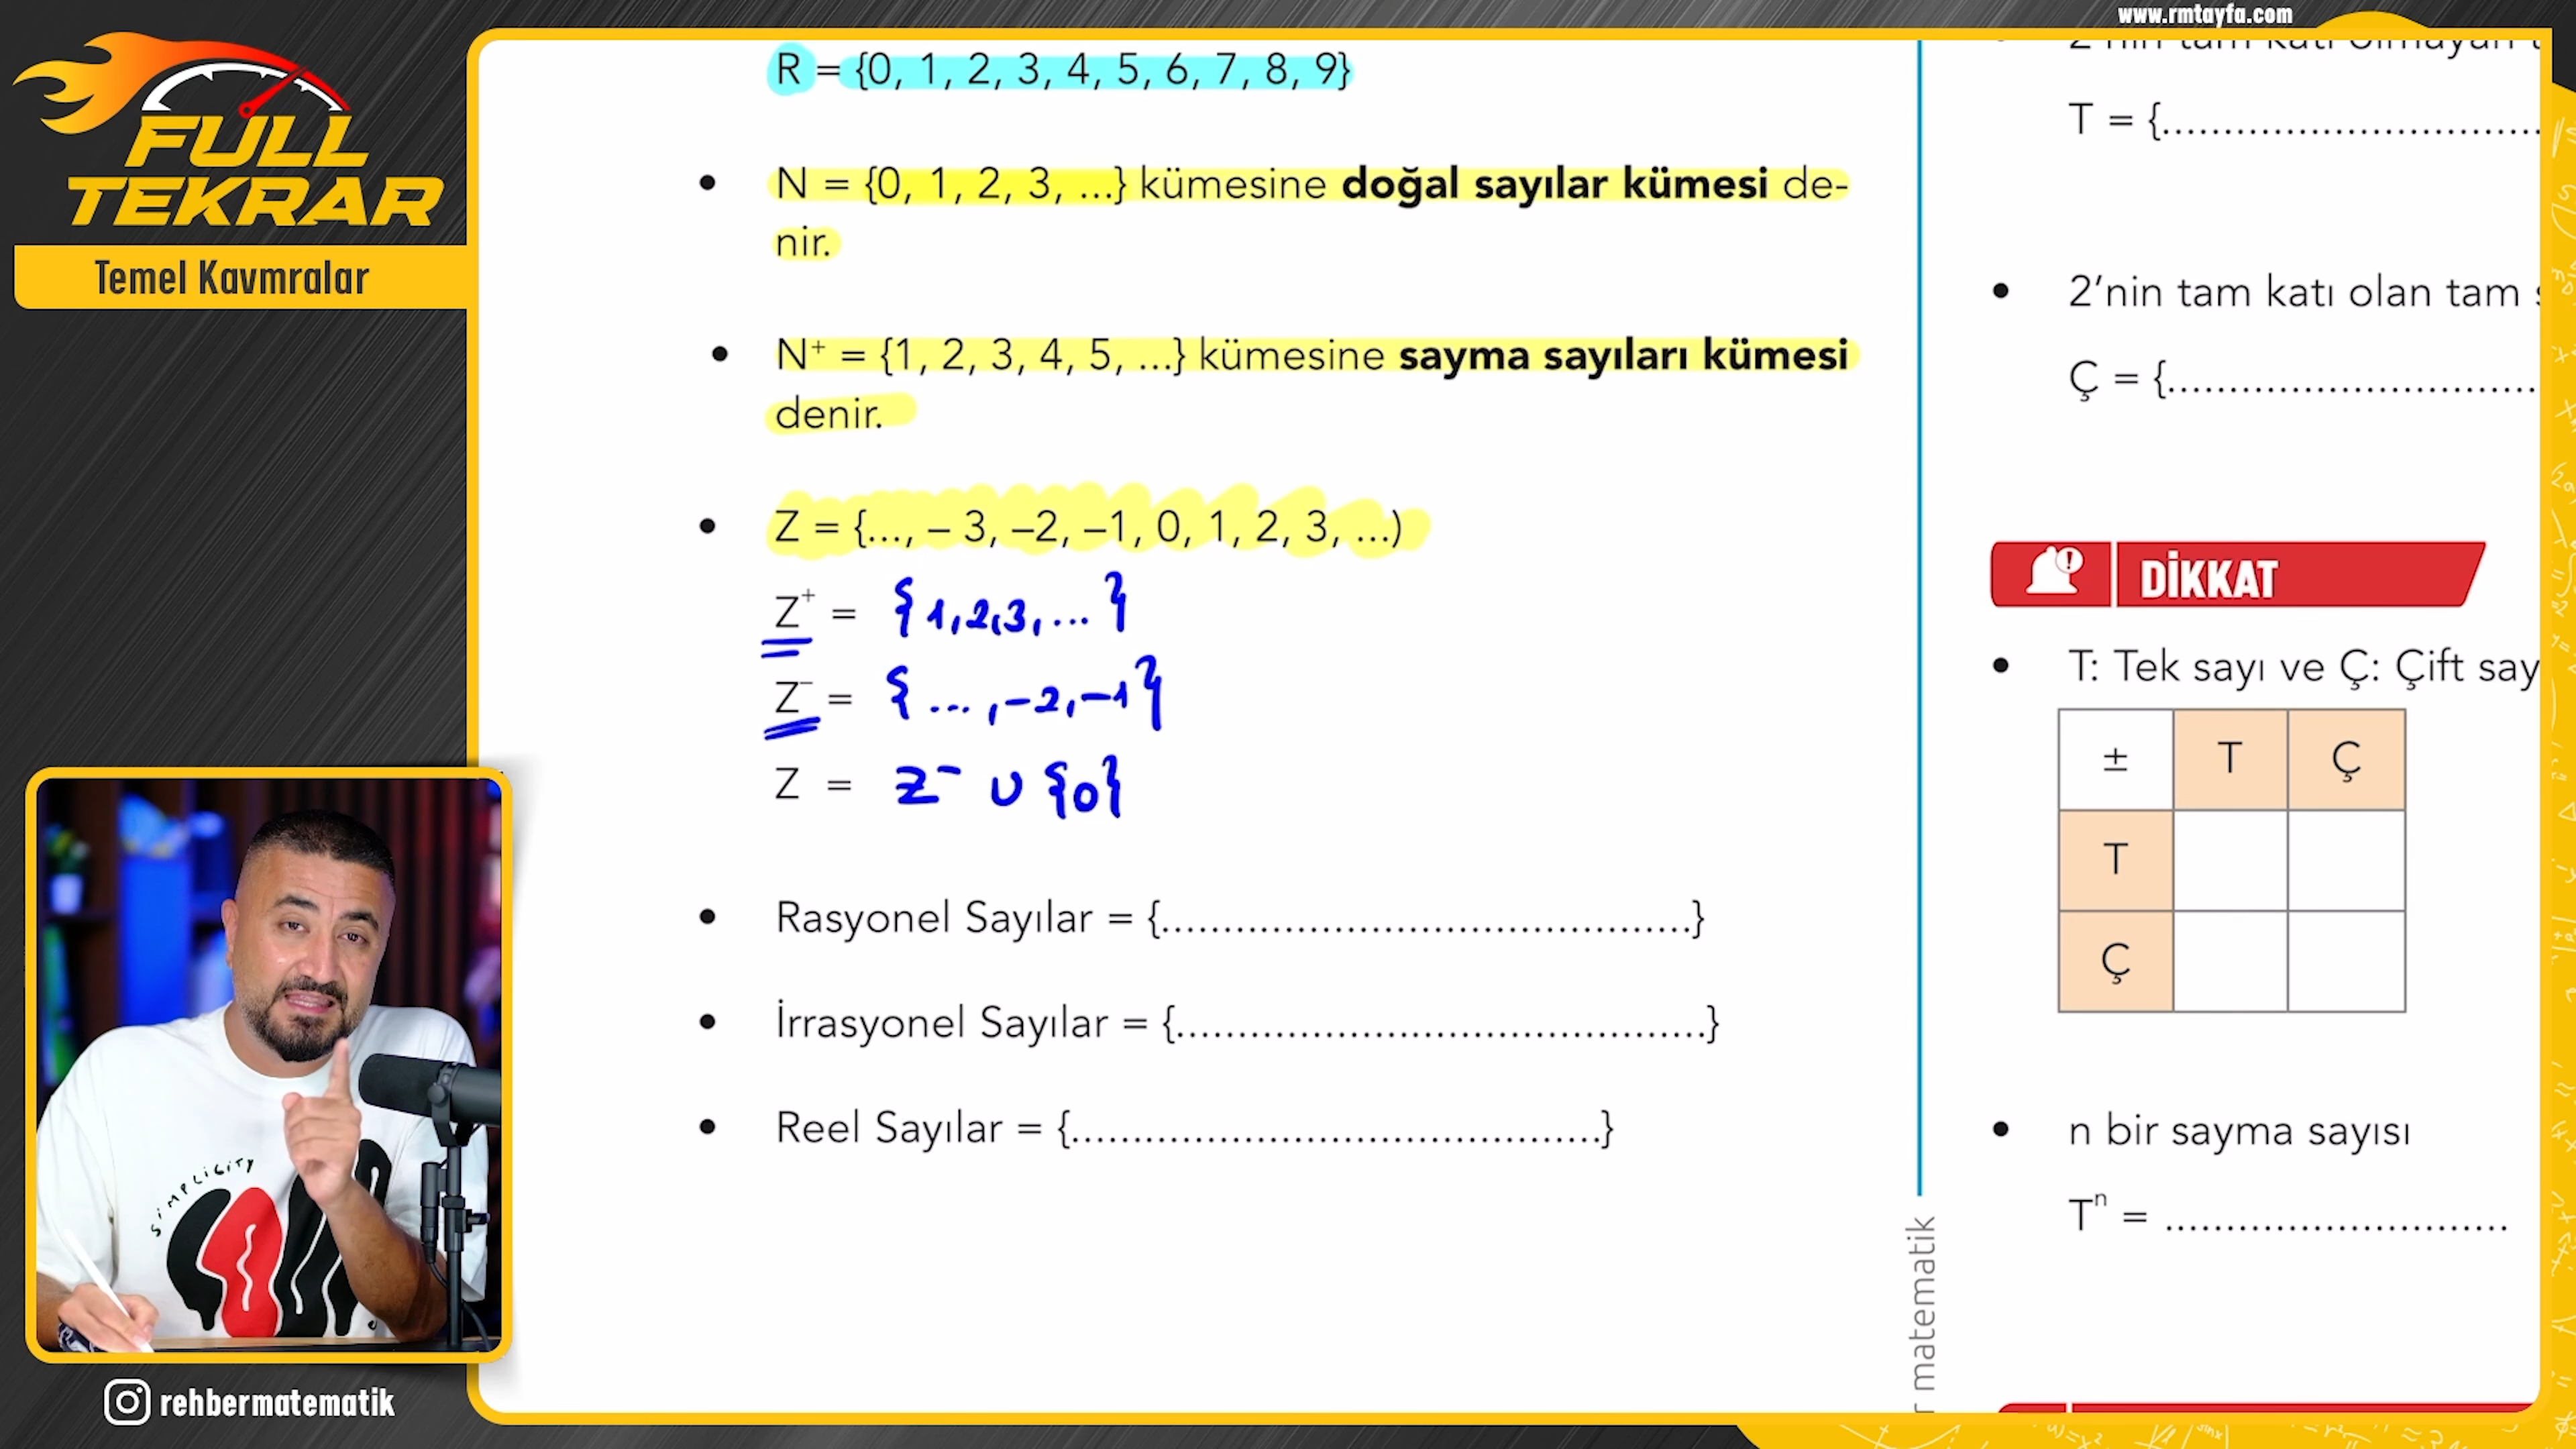 www.rmtayfa.com
FULL
TEKRAR
Temel Kavmralar
R = {0, 1, 2, 3, 4, 5, 6, 7, 8, 9}
• N = {0, 1, 2, 3, ...} kümesine doğal sayılar kümesi de-
nir.
• N⁺ = {1, 2, 3, 4, 5, ...} kümesine sayma sayıları kümesi
denir.
• Z = {..., – 3, –2, –1, 0, 1, 2, 3, ...)
Z⁺ = {1,2,3,...}
Z⁻ = {...,-2,-1}
Z = Z⁻ ∪ {0}
• Rasyonel Sayılar = {..........................................}
• İrrasyonel Sayılar = {..........................................}
• Reel Sayılar = {..........................................}
T = {..............................
• 2'nin tam katı olan tam
Ç = {..............................
DİKKAT
• T: Tek sayı ve Ç: Çift say
± T Ç
T
Ç
• n bir sayma sayısı
Tⁿ = ............................
matematik
SIMPLICITY
rehbermatematik